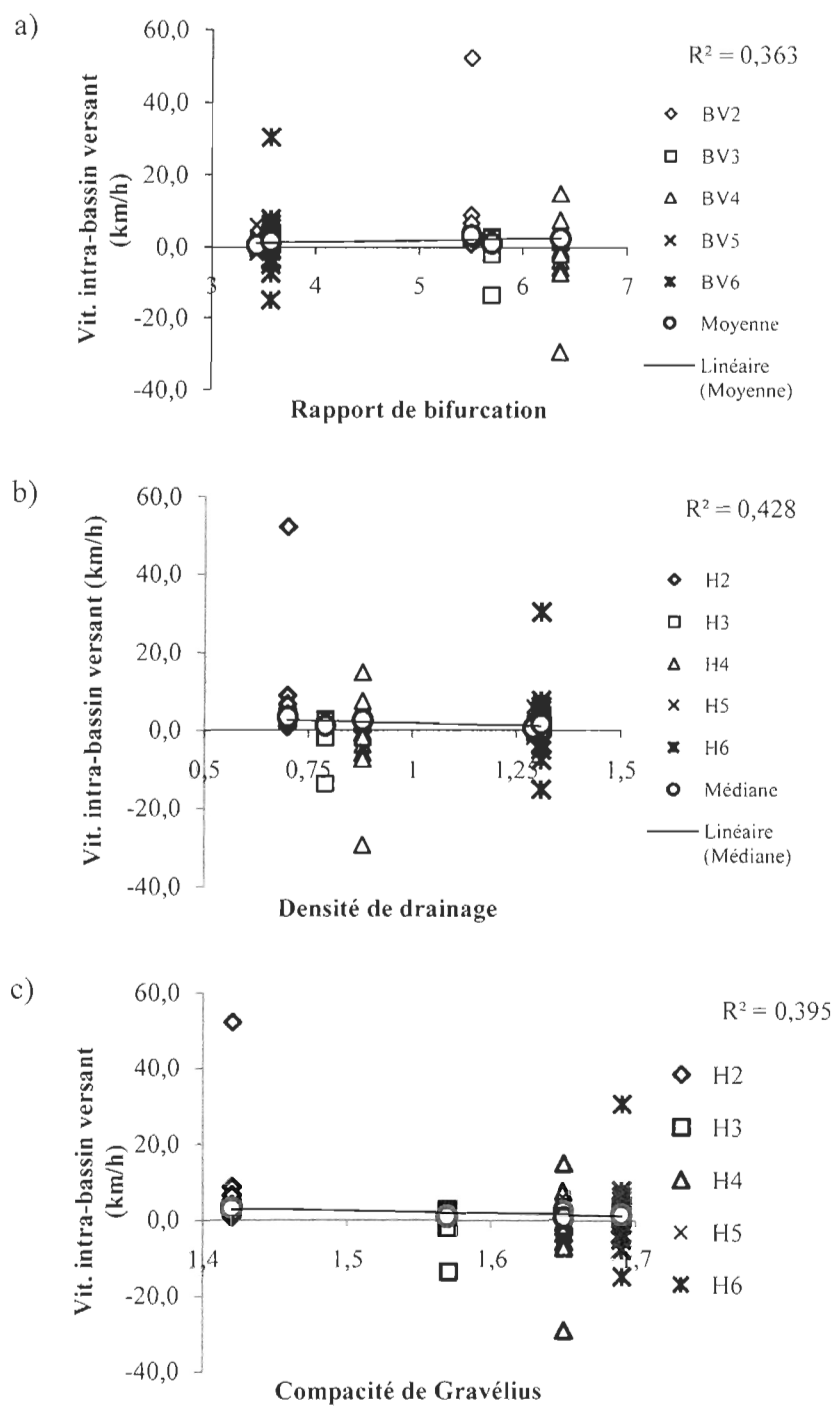 a)
60,0
40,0
20,0
0,0
-20,0
-40,0
Vit. intra-bassin versant
(km/h)
3
4
5
6
7
Rapport de bifurcation
R² = 0,363
BV2
BV3
BV4
BV5
BV6
Moyenne
Linéaire
(Moyenne)
b)
60,0
40,0
20,0
0,0
-20,0
-40,0
Vit. intra-bassin versant (km/h)
0,5
0,75
1
1,25
1,5
Densité de drainage
R² = 0,428
H2
H3
H4
H5
H6
Médiane
Linéaire
(Médiane)
c)
60,0
40,0
20,0
0,0
-20,0
-40,0
Vit. intra-bassin versant
(km/h)
1,4
1,5
1,6
1,7
Compacité de Gravélius
R² = 0,395
H2
H3
H4
H5
H6